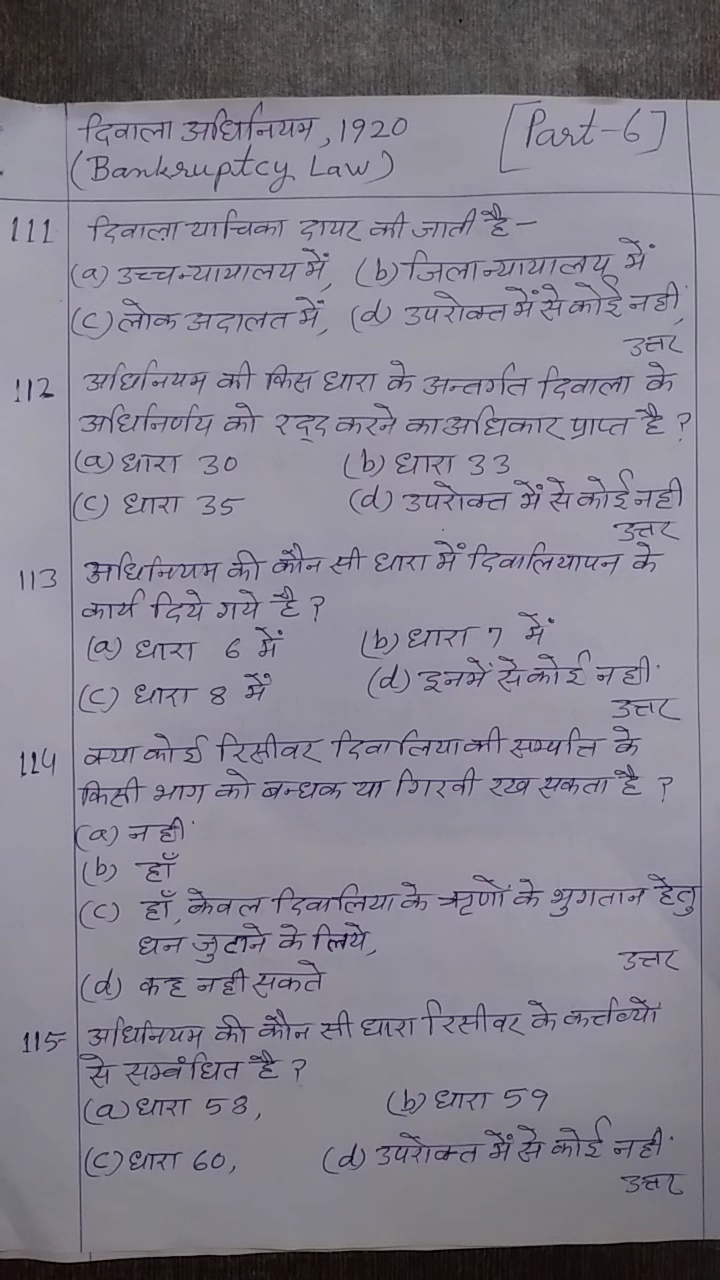 दिवाला अधिनियम, 1920 [Part-6]
(Bankruptcy Law)
111 दिवाला याचिका दायर की जाती है –
(a) उच्च न्यायालय में, (b) जिला न्यायालय में
(c) लोक अदालत में, (d) उपरोक्त में से कोई नहीं,
उत्तर
112 अधिनियम की किस धारा के अन्तर्गत दिवाला के
अधिनिर्णय को रद्द करने का अधिकार प्राप्त है ?
(a) धारा 30 (b) धारा 33
(c) धारा 35 (d) उपरोक्त में से कोई नही
उत्तर
113 अधिनियम की कौन सी धारा में दिवालियापन के
कार्य दिये गये है ?
(a) धारा 6 में (b) धारा 7 में
(c) धारा 8 में (d) इनमें से कोई नहीं.
उत्तर
114 क्या कोई रिसीवर दिवालिया की सम्पत्ति के
किसी भाग को बन्धक या गिरवी रख सकता है ?
(a) नहीं
(b) हाँ
(c) हाँ, केवल दिवालिया के ऋणों के भुगतान हेतु
धन जुटाने के लिये,
उत्तर
(d) कह नही सकते
115 अधिनियम की कौन सी धारा रिसीवर के कर्त्तव्यो
से सम्बंधित है ?
(a) धारा 58, (b) धारा 59
(c) धारा 60, (d) उपरोक्त में से कोई नहीं
उत्तर